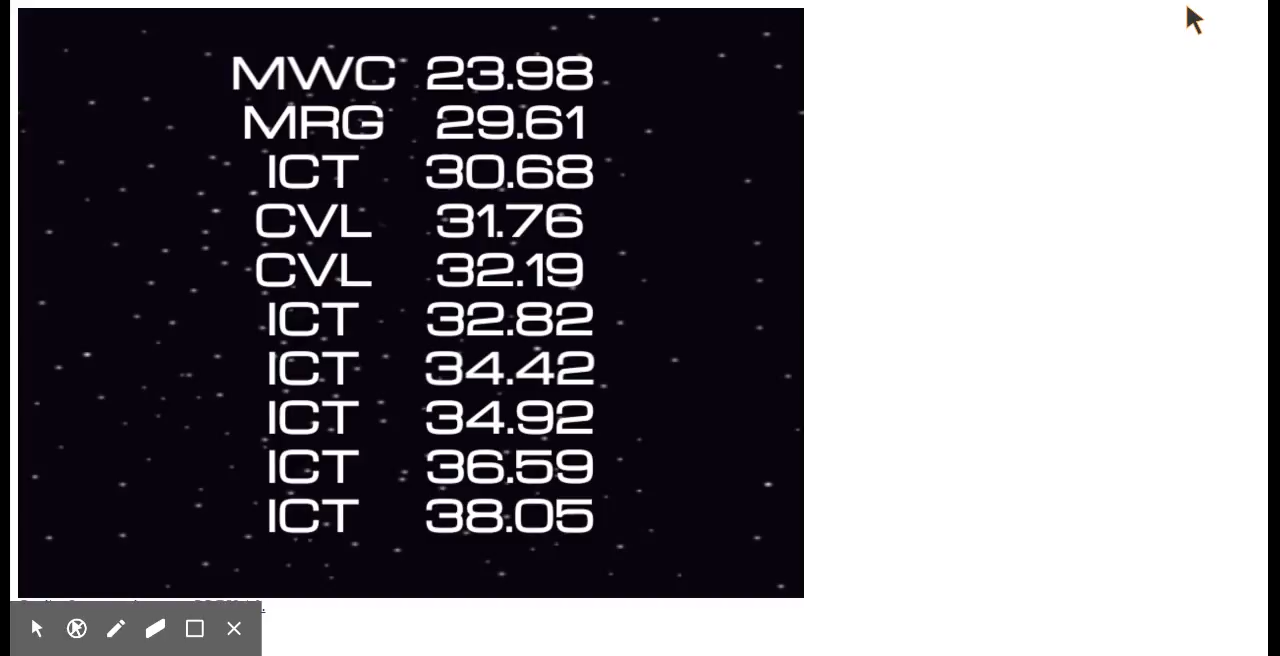 MWC 23.98
MRG 29.61
ICT 30.68
CVL 31.76
CVL 32.19
ICT 32.82
ICT 34.42
ICT 34.92
ICT 36.59
ICT 38.05